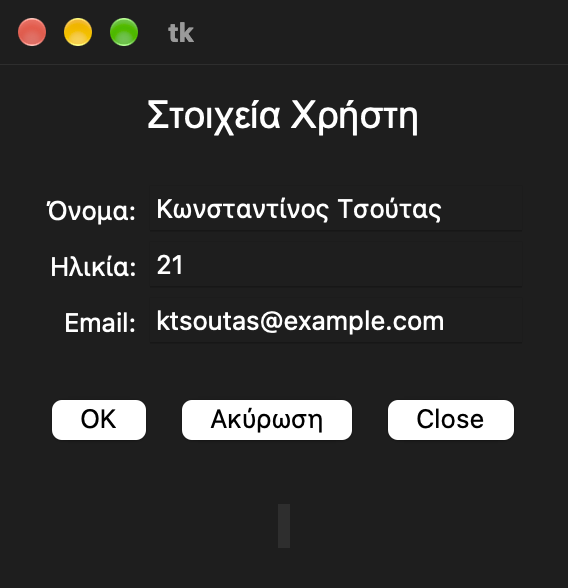 tk
Στοιχεία Χρήστη
Όνομα: Κωνσταντίνος Τσούτας
Ηλικία: 21
Email: ktsoutas@example.com
OK Ακύρωση Close